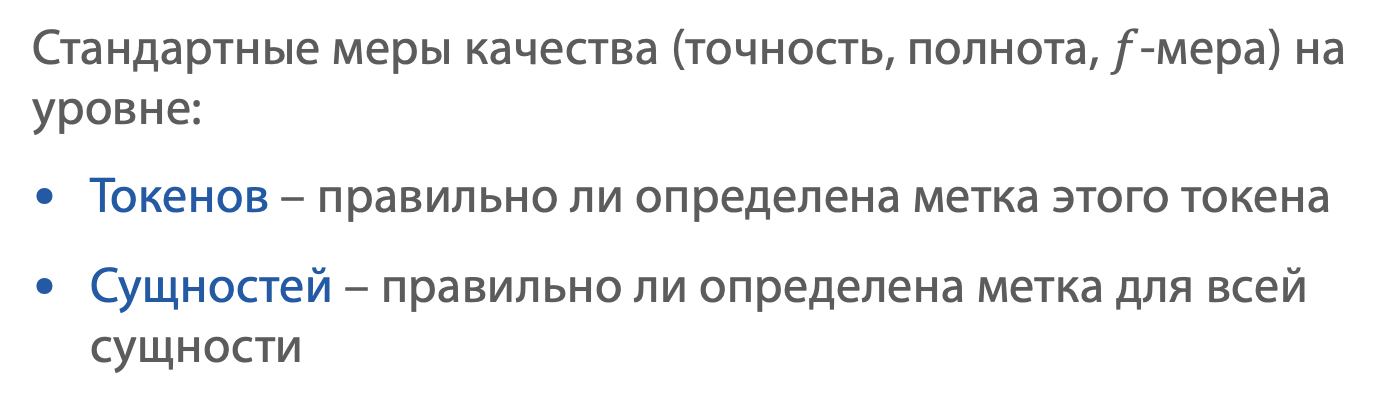 Стандартные меры качества (точность, полнота, f-мера) на
уровне:
• Токенов – правильно ли определена метка этого токена
• Сущностей – правильно ли определена метка для всей
сущности